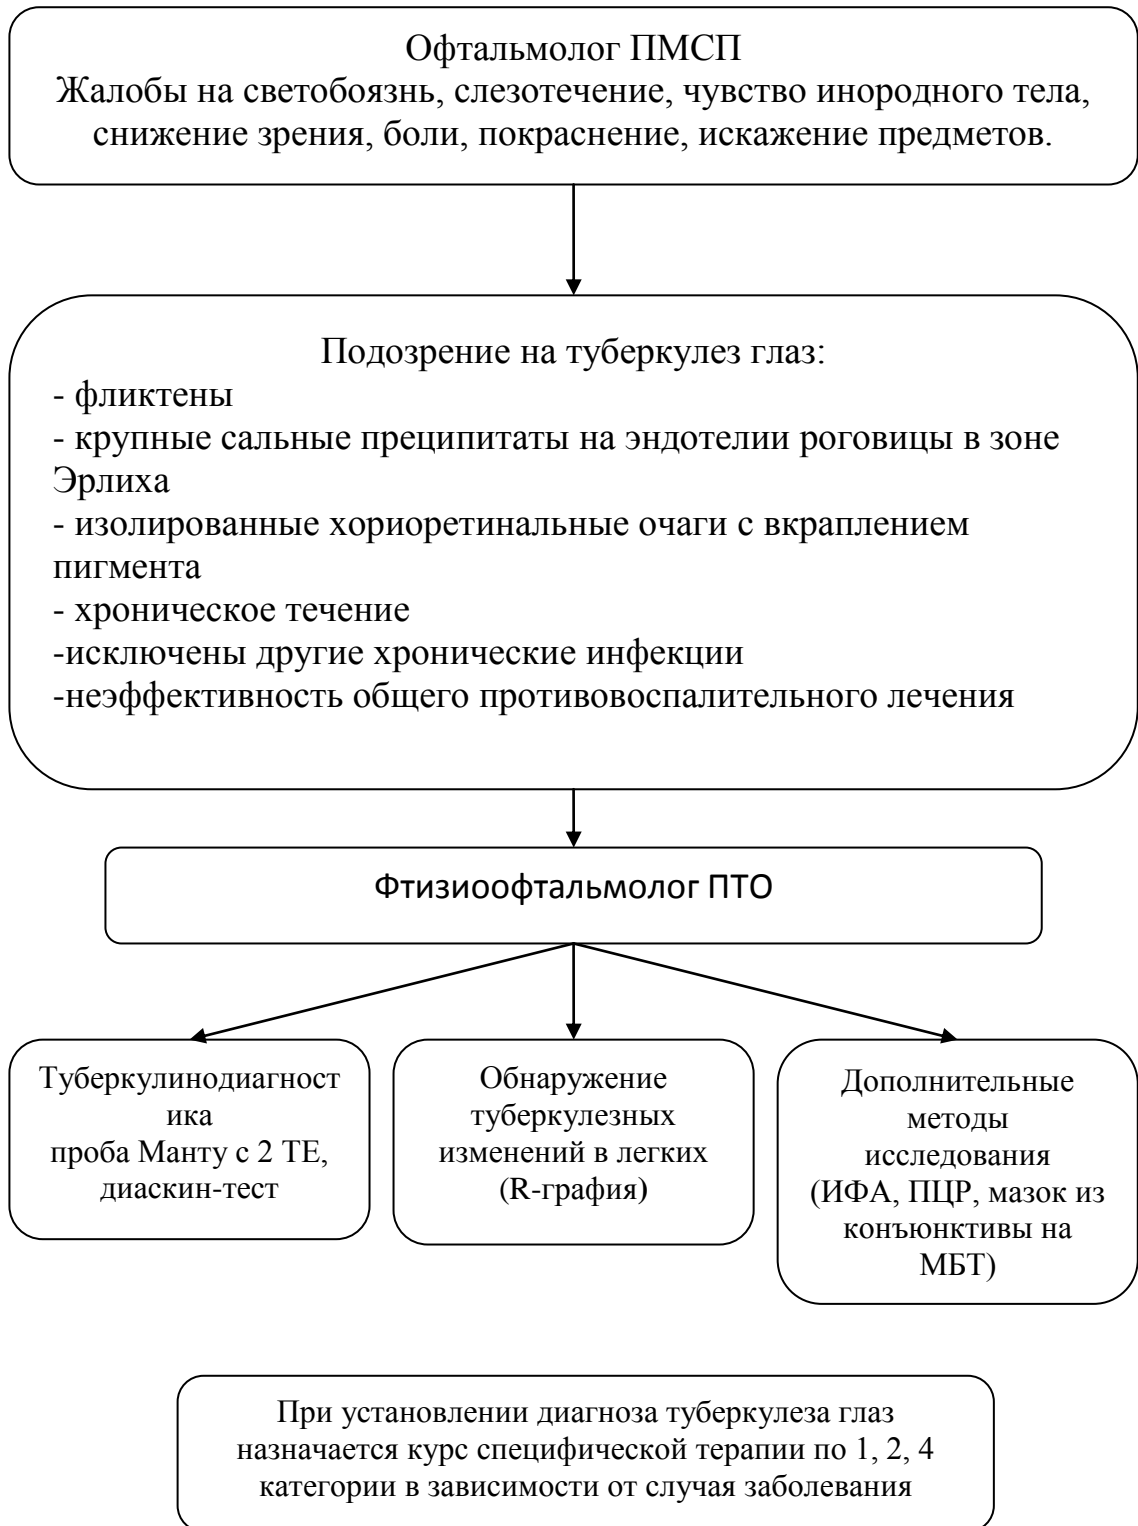 Офтальмолог ПМСП
Жалобы на светобоязнь, слезотечение, чувство инородного тела,
снижение зрения, боли, покраснение, искажение предметов.
Подозрение на туберкулез глаз:
- фликтены
- крупные сальные преципитаты на эндотелии роговицы в зоне
Эрлиха
- изолированные хориоретинальные очаги с вкраплением
пигмента
- хроническое течение
-исключены другие хронические инфекции
-неэффективность общего противовоспалительного лечения
Фтизиоофтальмолог ПТО
Туберкулинодиагност
ика
проба Манту с 2 ТЕ,
диаскин-тест
Обнаружение
туберкулезных
изменений в легких
(R-графия)
Дополнительные
методы
исследования
(ИФА, ПЦР, мазок из
конъюнктивы на
МБТ)
При установлении диагноза туберкулеза глаз
назначается курс специфической терапии по 1, 2, 4
категории в зависимости от случая заболевания